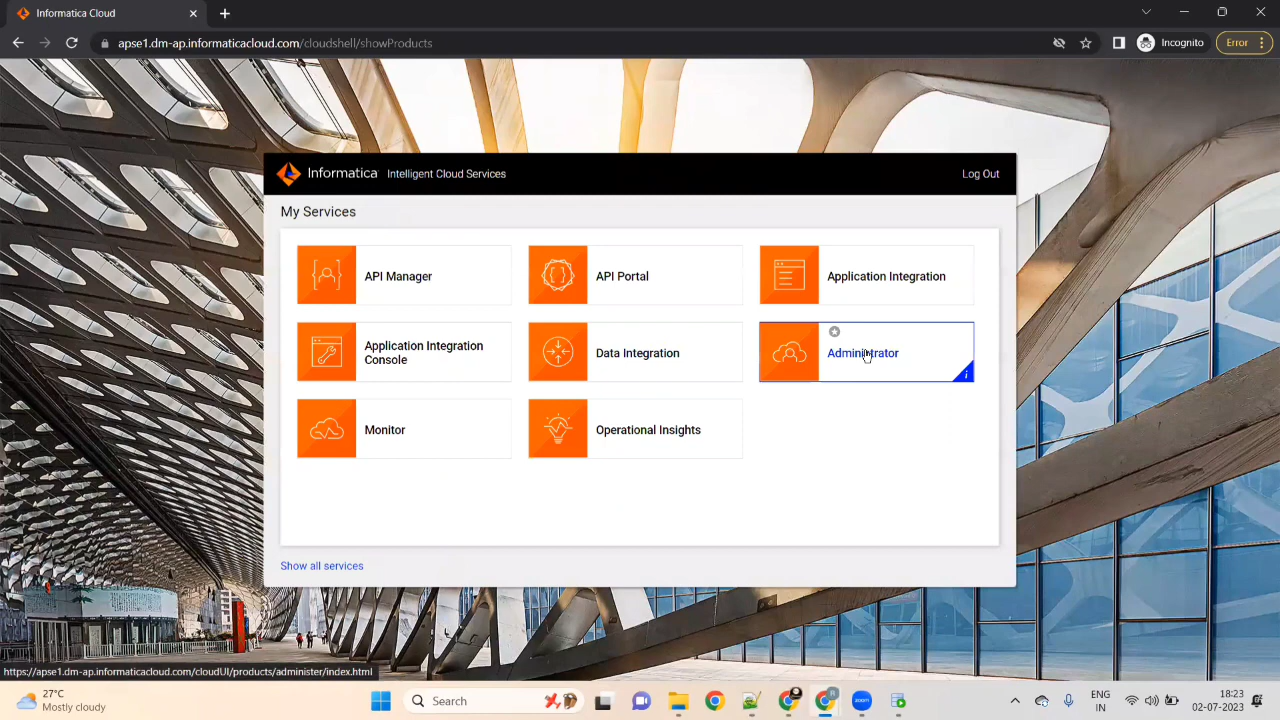 Informatica Cloud
apse1.dm-ap.informaticacloud.com/cloudshell/showProducts
Incognito
Error
Informatica Intelligent Cloud Services
Log Out
My Services
API Manager
API Portal
Application Integration
Application Integration
Console
Data Integration
Administrator
i
Monitor
Operational Insights
Show all services
https://apse1.dm-ap.informaticacloud.com/cloudUI/products/administer/index.html
27°C
Mostly cloudy
Search
zoom
R
ENG
IN
18:23
02-07-2023